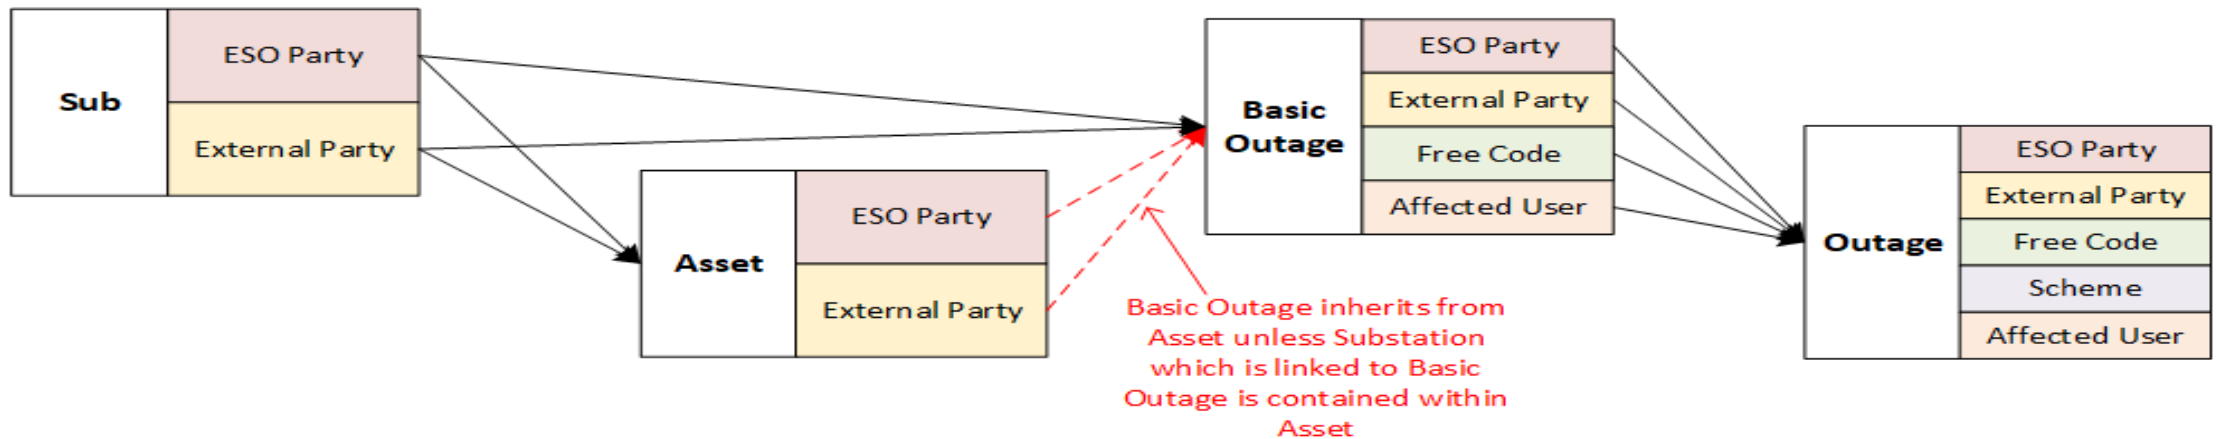 Sub
ESO Party
External Party
Asset
ESO Party
External Party
Basic
Outage
ESO Party
External Party
Free Code
Affected User
Basic Outage inherits from
Asset unless Substation
which is linked to Basic
Outage is contained within
Asset
Outage
ESO Party
External Party
Free Code
Scheme
Affected User